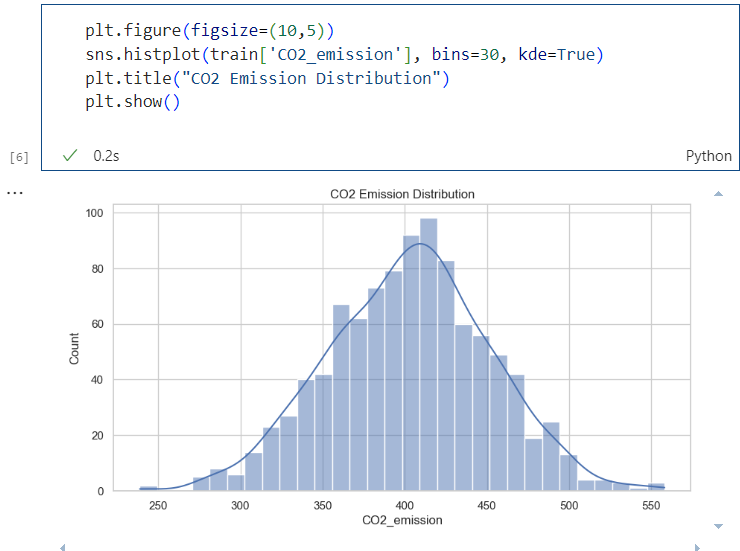 plt.figure(figsize=(10,5))
sns.histplot(train['CO2_emission'], bins=30, kde=True)
plt.title("CO2 Emission Distribution")
plt.show()
[6]
0.2s
Python
...
CO2 Emission Distribution
100
80
60
40
20
0
Count
250 300 350 400 450 500 550
CO2_emission